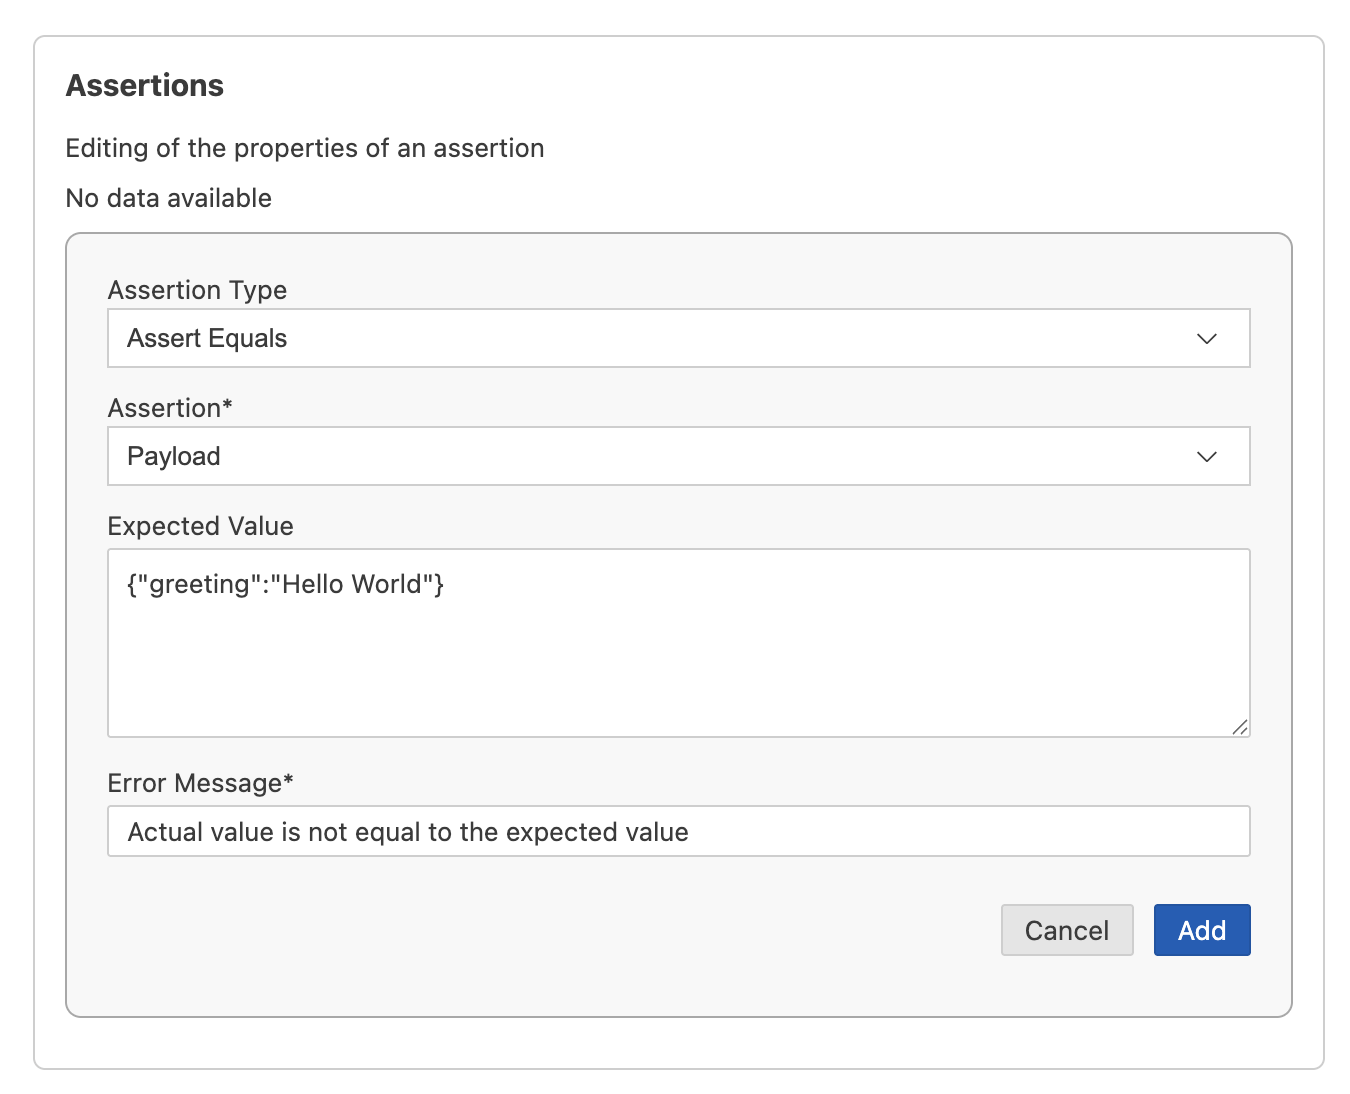 Assertions
Editing of the properties of an assertion
No data available
Assertion Type
Assert Equals
Assertion*
Payload
Expected Value
{"greeting":"Hello World"}
Error Message*
Actual value is not equal to the expected value
Cancel Add